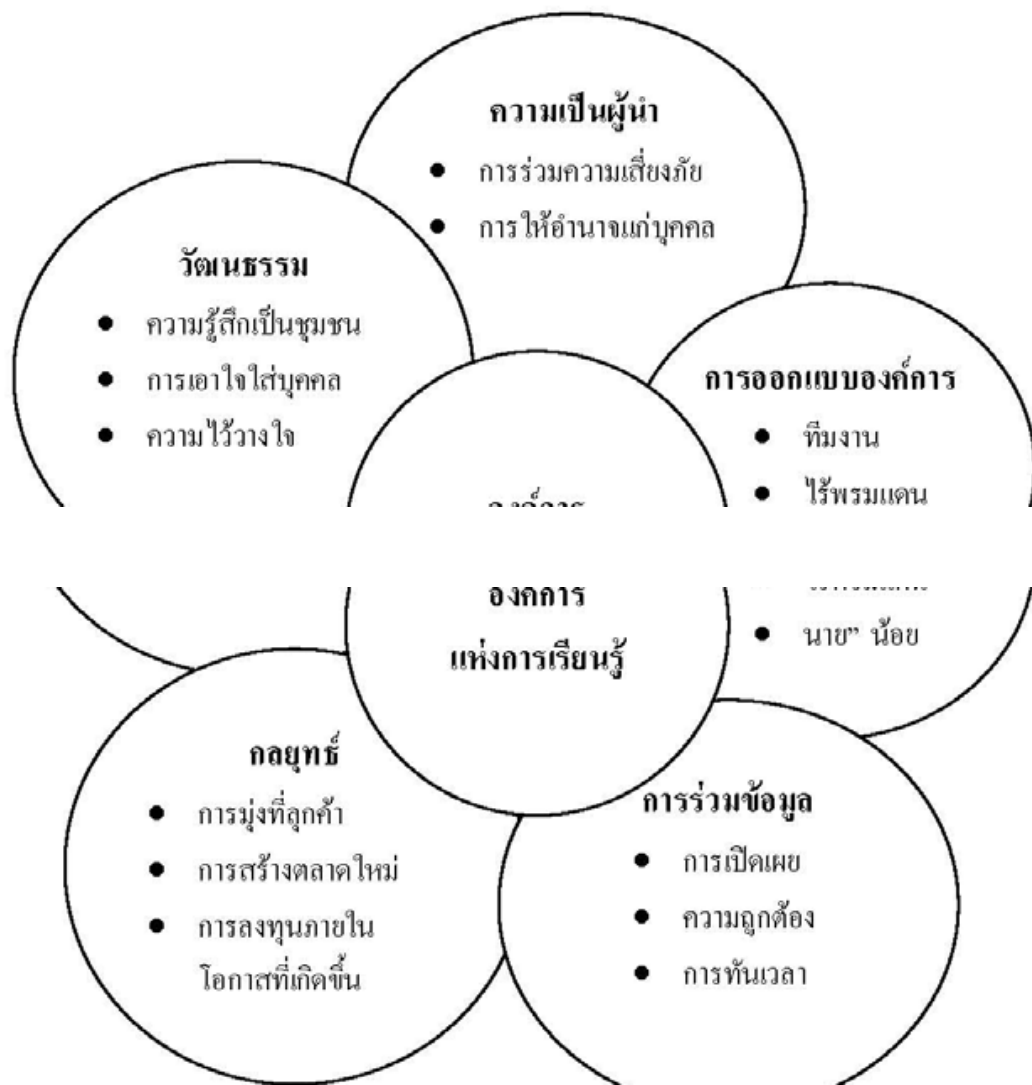 ความเป็นผู้นำ
● การร่วมความเสี่ยงภัย
● การให้อำนาจแก่บุคคล
วัฒนธรรม
● ความรู้สึกเป็นชุมชน
● การเอาใจใส่บุคคล
● ความไว้วางใจ
การออกแบบองค์การ
● ทีมงาน
● ไร้พรมแดน
● นาย” น้อย
องค์การ
แห่งการเรียนรู้
กลยุทธ์
● การมุ่งที่ลูกค้า
● การสร้างตลาดใหม่
● การลงทุนภายใน
โอกาสที่เกิดขึ้น
การร่วมข้อมูล
● การเปิดเผย
● ความถูกต้อง
● การทันเวลา